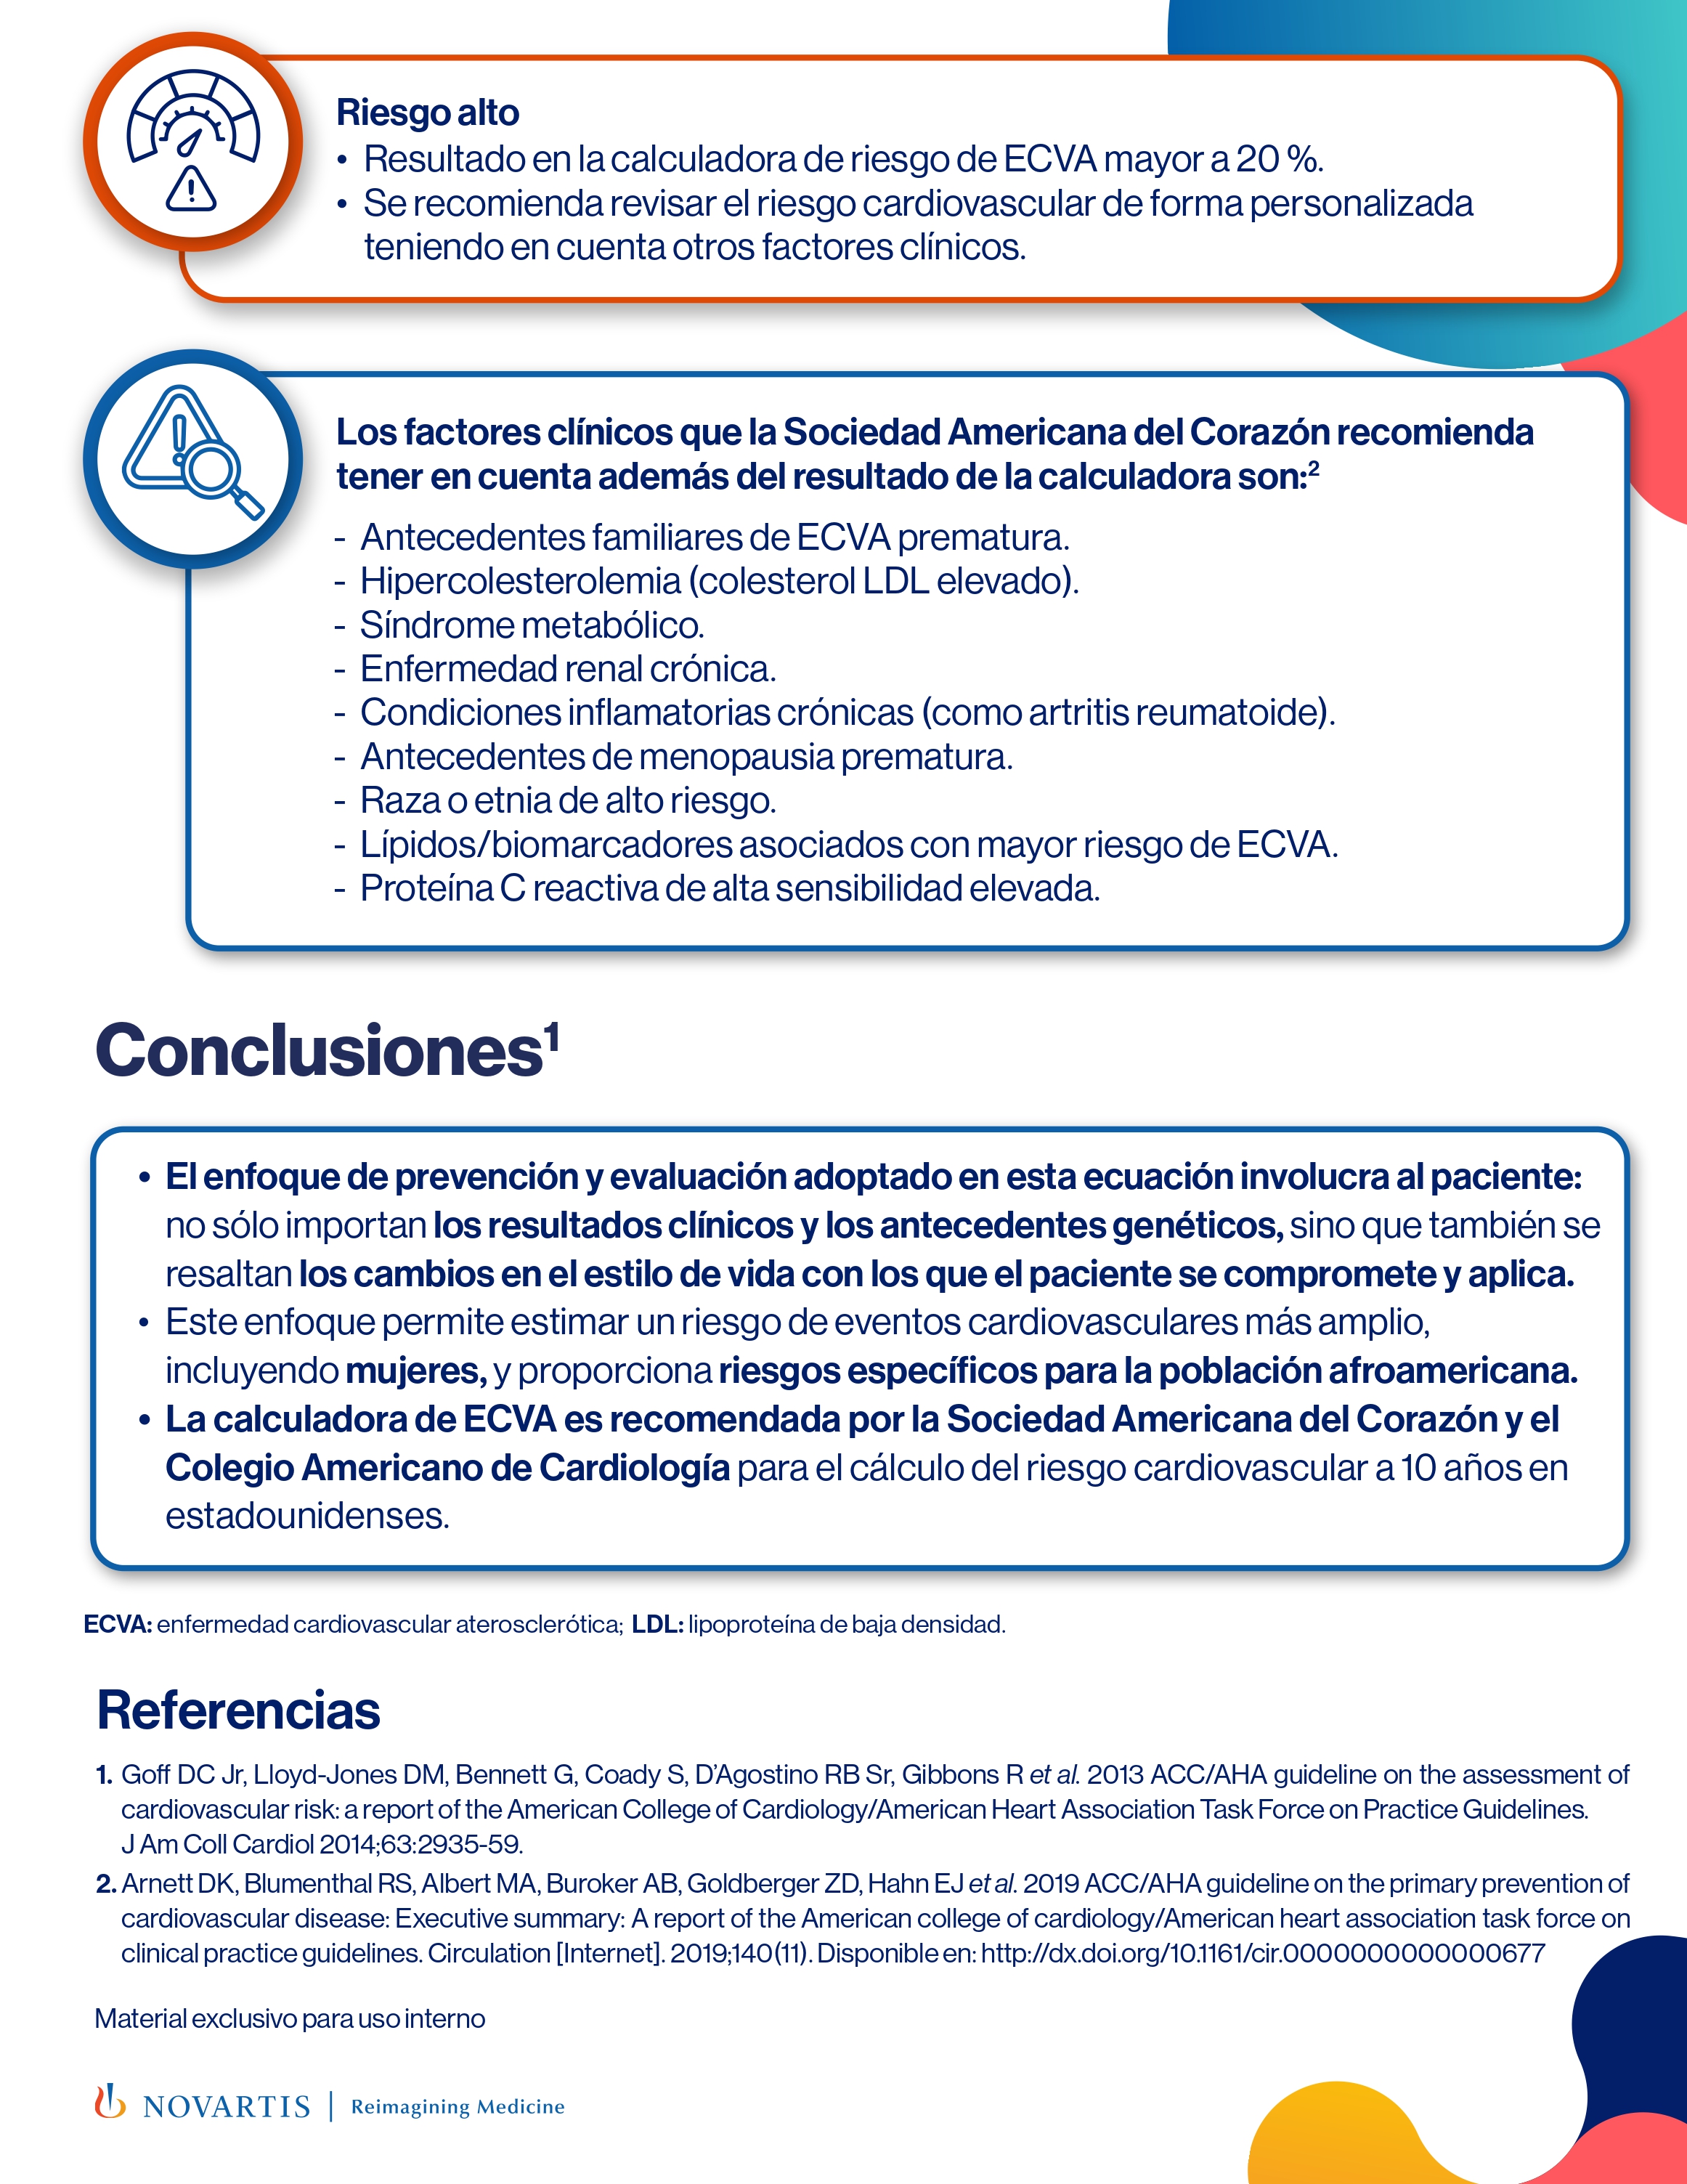 Riesgo alto
• Resultado en la calculadora de riesgo de ECVA mayor a 20 %.
• Se recomienda revisar el riesgo cardiovascular de forma personalizada
teniendo en cuenta otros factores clínicos.
Los factores clínicos que la Sociedad Americana del Corazón recomienda
tener en cuenta además del resultado de la calculadora son:²
- Antecedentes familiares de ECVA prematura.
- Hipercolesterolemia (colesterol LDL elevado).
- Síndrome metabólico.
- Enfermedad renal crónica.
- Condiciones inflamatorias crónicas (como artritis reumatoide).
- Antecedentes de menopausia prematura.
- Raza o etnia de alto riesgo.
- Lípidos/biomarcadores asociados con mayor riesgo de ECVA.
- Proteína C reactiva de alta sensibilidad elevada.
Conclusiones¹
• El enfoque de prevención y evaluación adoptado en esta ecuación involucra al paciente:
no sólo importan los resultados clínicos y los antecedentes genéticos, sino que también se
resaltan los cambios en el estilo de vida con los que el paciente se compromete y aplica.
• Este enfoque permite estimar un riesgo de eventos cardiovasculares más amplio,
incluyendo mujeres, y proporciona riesgos específicos para la población afroamericana.
• La calculadora de ECVA es recomendada por la Sociedad Americana del Corazón y el
Colegio Americano de Cardiología para el cálculo del riesgo cardiovascular a 10 años en
estadounidenses.
ECVA: enfermedad cardiovascular aterosclerótica; LDL: lipoproteína de baja densidad.
Referencias
1. Goff DC Jr, Lloyd-Jones DM, Bennett G, Coady S, D’Agostino RB Sr, Gibbons R et al. 2013 ACC/AHA guideline on the assessment of
cardiovascular risk: a report of the American College of Cardiology/American Heart Association Task Force on Practice Guidelines.
J Am Coll Cardiol 2014;63:2935-59.
2. Arnett DK, Blumenthal RS, Albert MA, Buroker AB, Goldberger ZD, Hahn EJ et al. 2019 ACC/AHA guideline on the primary prevention of
cardiovascular disease: Executive summary: A report of the American college of cardiology/American heart association task force on
clinical practice guidelines. Circulation [Internet]. 2019;140(11). Disponible en: http://dx.doi.org/10.1161/cir.0000000000000677
Material exclusivo para uso interno
NOVARTIS | Reimagining Medicine